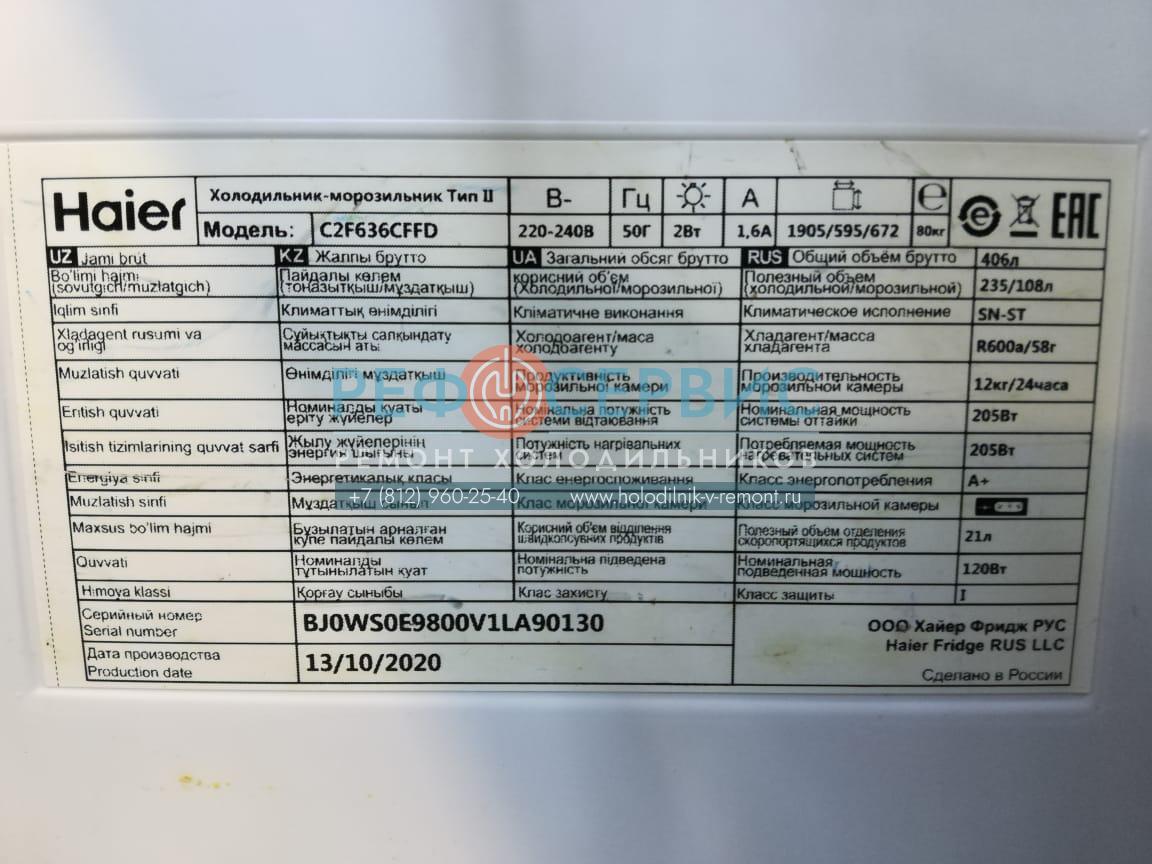 Haier
Холодильник-морозильник Тип II
В~ Гц А
Модель: C2F636CFFD
220-240В 50Г 2Вт 1,6А 1905/595/672 80кг
EAC
UZ Jami brut
KZ Жалпы брутто
UA Загальний обсяг брутто
RUS Общий объём брутто
406л
Bo'limi hajmi
(sovutgich/muzlatgich)
Пайдалы көлем
(тоңазытқыш/мұздатқыш)
корисний об'єм
(Холодильної/морозильної)
Полезный объем
(холодильной/морозильной)
235/108л
Iqlim sinfi
Климаттық өнімділігі
Кліматичне виконання
Климатическое исполнение
SN-ST
Xladagent rusumi va
og'irligi
Сұйықтықты салқындату
массасын аты
Холодоагент/маса
холодоагенту
Хладагент/масса
хладагента
R600a/58г
Muzlatish quvvati
Өнімділігі мұздатқыш
Продуктивність
морозильної камери
Производительность
морозильной камеры
12кг/24часа
Eritish quvvati
Номиналды куаты
еріту жүйелер
Номінальна потужність
системи відтаювання
Номинальная мощность
системы оттайки
205Вт
Isitish tizimlarining quvvat sarfi
Жылу жүйелерінің
энергия шығыны
Потужність нагрівальних
систем
Потребляемая мощность
нагревательных систем
205Вт
Energiya sinfi
Энергетикалық класы
Клас енергоспоживання
Класс энергопотребления
A+
Muzlatish sinfi
Мұздатқыш сыныбы
Клас морозильної камери
Класс морозильной камеры
Maxsus bo'lim hajmi
Бузылатын арналған
купе пайдалы көлем
Корисний об'єм відділення
швидкопсувних продуктів
Полезный объем отделения
скоропортящихся продуктов
21л
Quvvati
Номиналды
тұтынылатын қуат
Номінальна підведена
потужність
Номинальная
подведенная мощность
120Вт
Himoya klassi
Қорғау сыныбы
Клас захисту
Класс защиты
I
Серийный номер
Serial number
BJ0WS0E9800V1LA90130
Дата производства
Production date
13/10/2020
ООО Хайер Фридж РУС
Haier Fridge RUS LLC
Сделано в России
РЕФ СЕРВИС
РЕМОНТ ХОЛОДИЛЬНИКОВ
+7 (812) 960-25-40 www.holodilnik-v-remont.ru